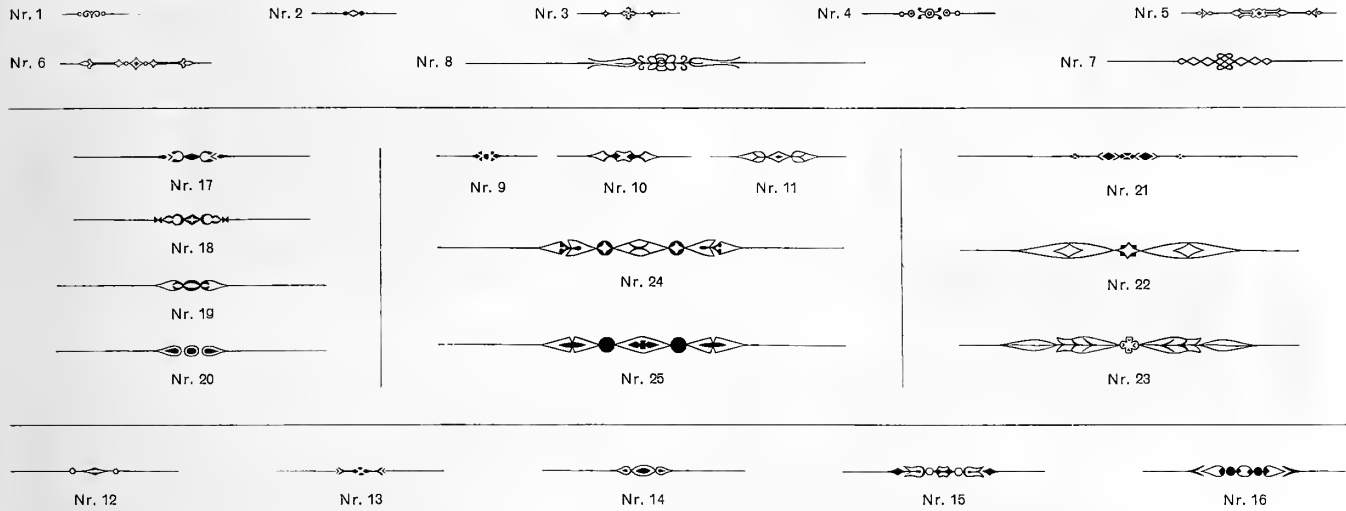 Nr. 1 Nr. 2 Nr. 3 Nr. 4 Nr. 5
Nr. 6 Nr. 8 Nr. 7
Nr. 17
Nr. 18
Nr. 19
Nr. 20
Nr. 9 Nr. 10 Nr. 11
Nr. 24
Nr. 25
Nr. 21
Nr. 22
Nr. 23
Nr. 12 Nr. 13 Nr. 14 Nr. 15 Nr. 16